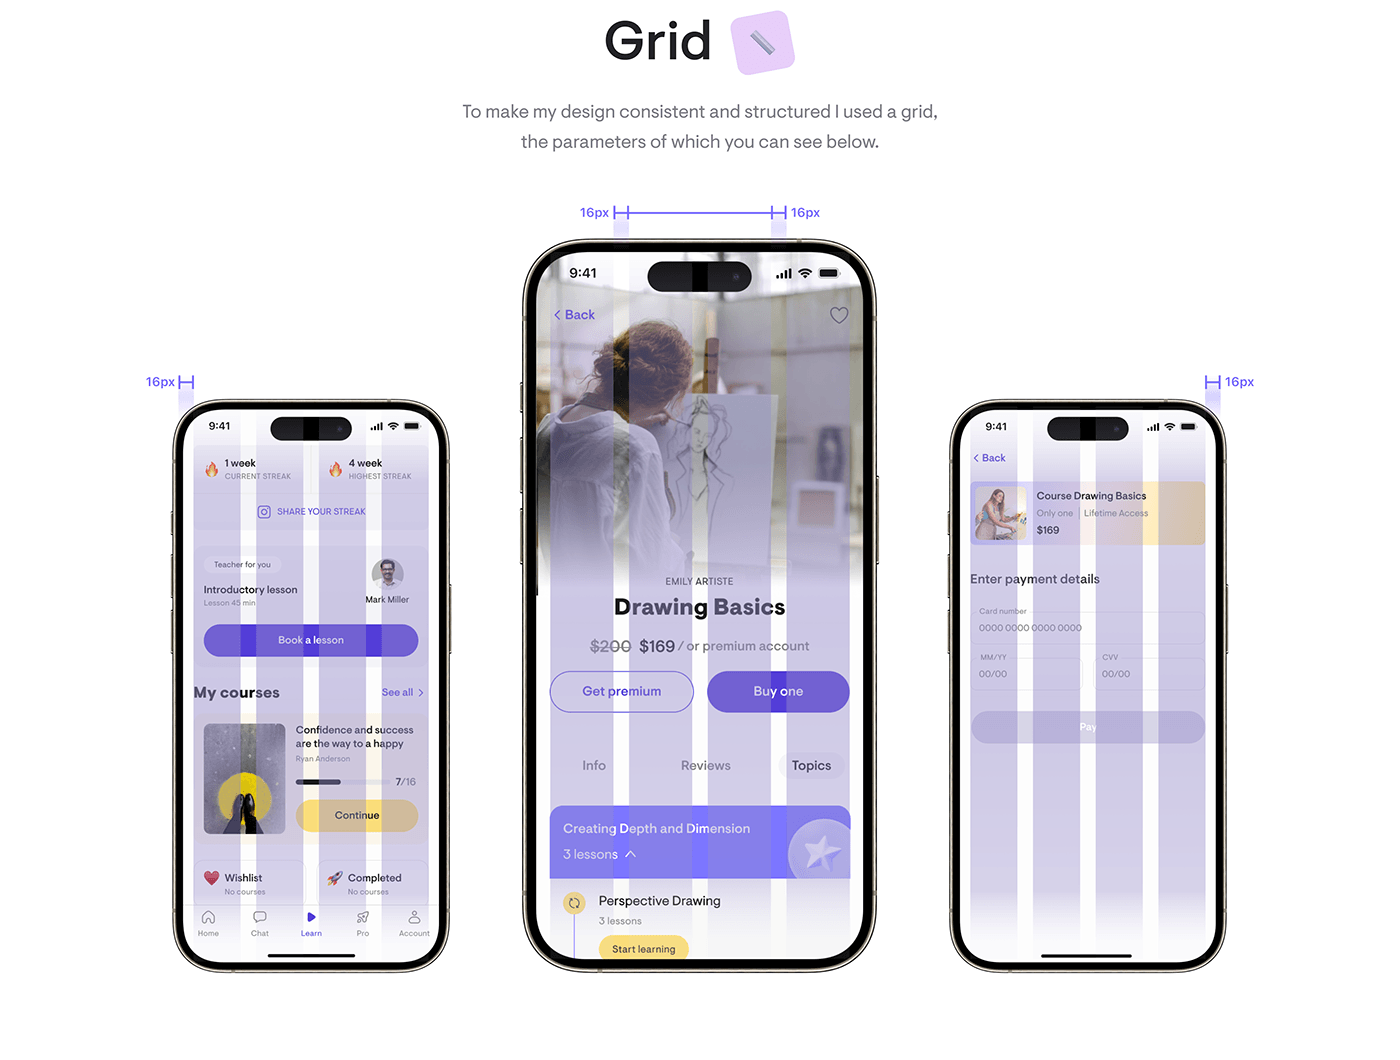 Grid
To make my design consistent and structured I used a grid,
the parameters of which you can see below.
16px
16px
16px
16px
9:41
1 week
CURRENT STREAK
4 week
HIGHEST STREAK
SHARE YOUR STREAK
Teacher for you
Introductory lesson
Lesson 45 min
Mark Miller
Book a lesson
My courses
See all
Confidence and success
are the way to a happy
Ryan Anderson
7/16
Continue
Wishlist
No courses
Completed
No courses
Home
Chat
Learn
Pro
Account
9:41
Back
EMILY ARTISTE
Drawing Basics
$200 $169 / or premium account
Get premium
Buy one
Info
Reviews
Topics
Creating Depth and Dimension
3 lessons
Perspective Drawing
3 lessons
Start learning
9:41
Back
Course Drawing Basics
Only one | Lifetime Access
$169
Enter payment details
Card number
0000 0000 0000 0000
MM/YY
00/00
CVV
00/00
Pay